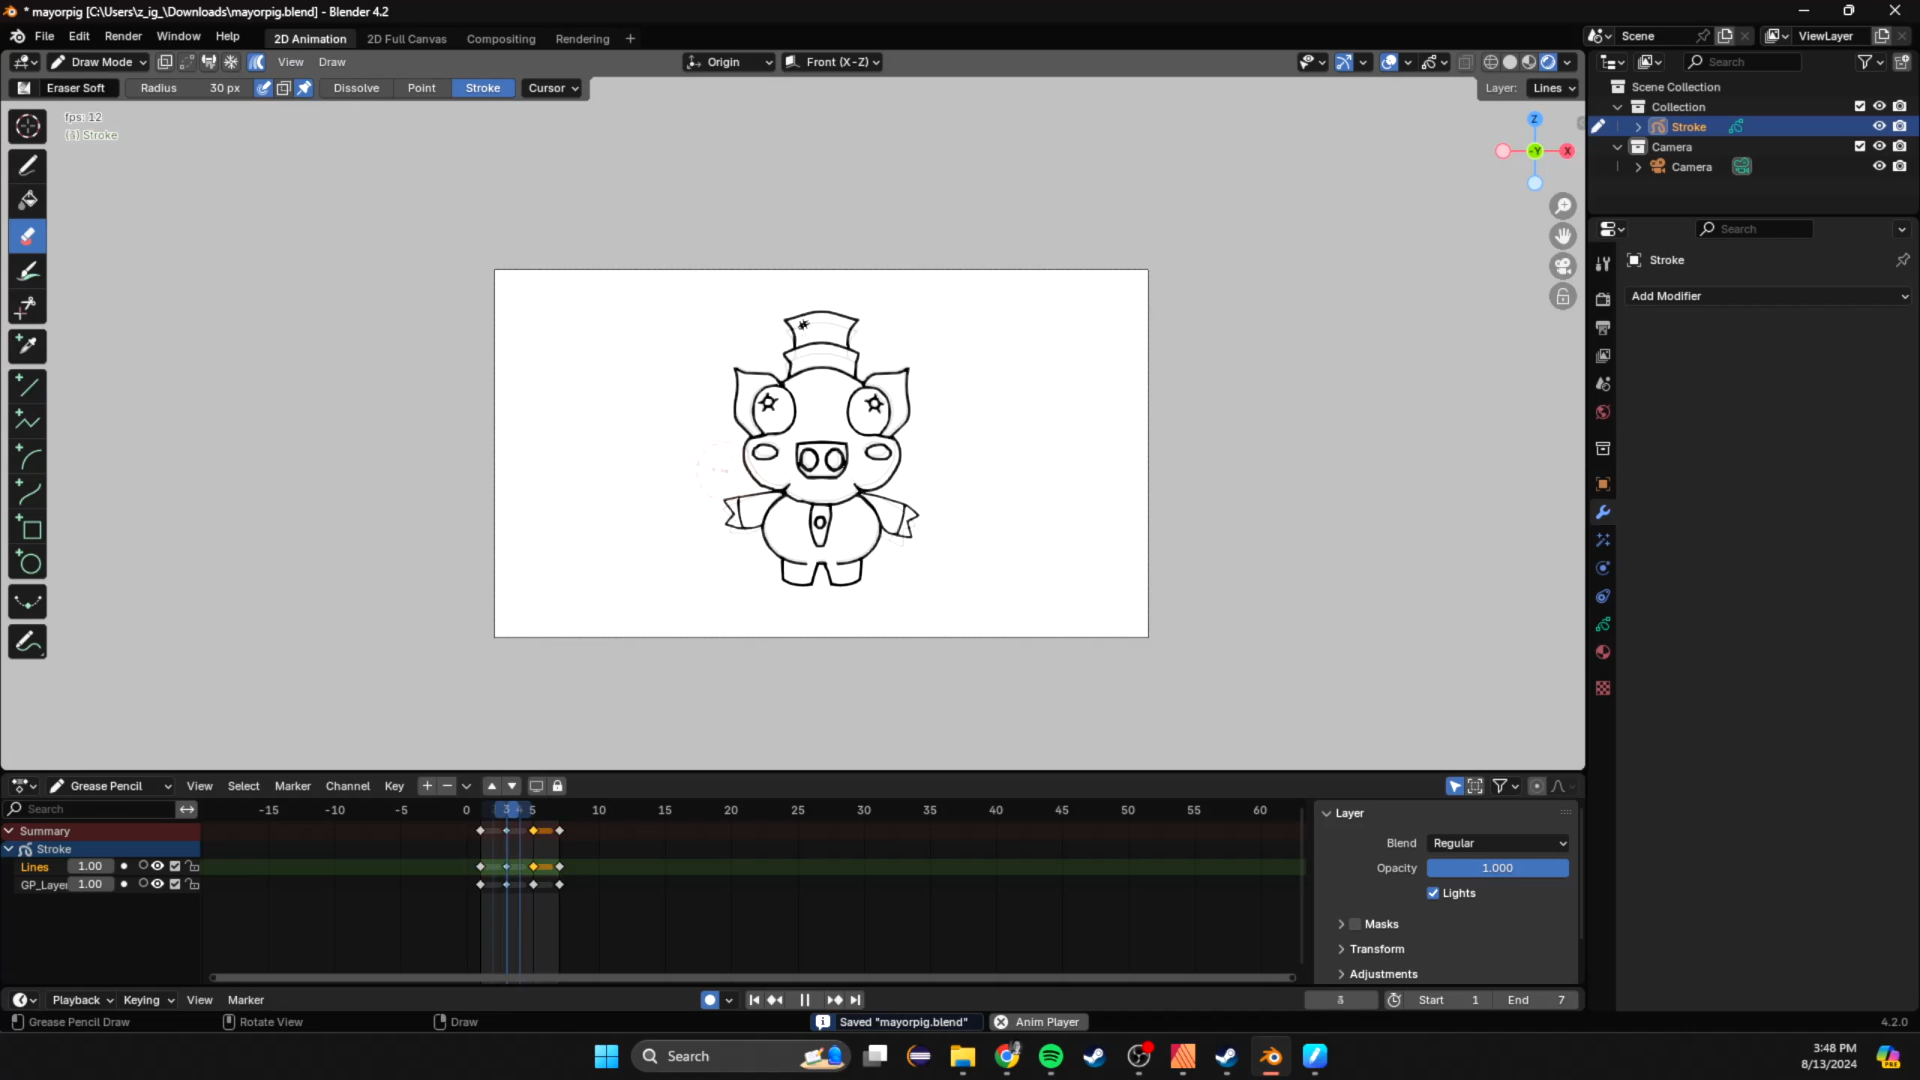 * mayorpig [C:\Users\z_ig_\Downloads\mayorpig.blend] - Blender 4.2
File Edit Render Window Help 2D Animation 2D Full Canvas Compositing Rendering + Scene ViewLayer
Draw Mode View Draw Origin Front (X-Z) Search
Eraser Soft Radius 30 px Dissolve Point Stroke Cursor Layer: Lines
Scene Collection
fps: 12
Collection
Stroke
Z
Camera
-Y X
Camera
Search
Stroke
Add Modifier
Grease Pencil View Select Marker Channel Key
Search -15 -10 -5 0 3 5 10 15 20 25 30 35 40 45 50 55 60
Layer
Summary
Blend Regular
Stroke
Lines 1.00
Opacity 1.000
GP_Layer 1.00
Lights
Masks
Transform
Adjustments
Playback Keying View Marker 3 Start 1 End 7
Grease Pencil Draw Rotate View Draw Saved "mayorpig.blend" Anim Player 4.2.0
Search
3:48 PM
8/13/2024
PRE